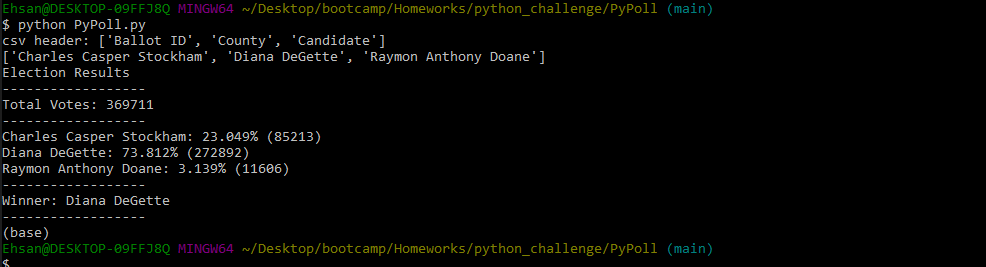 Ehsan@DESKTOP-09FFJ8Q MINGW64 ~/Desktop/bootcamp/Homeworks/python_challenge/PyPoll (main)
$ python PyPoll.py
csv header: ['Ballot ID', 'County', 'Candidate']
['Charles Casper Stockham', 'Diana DeGette', 'Raymon Anthony Doane']
Election Results
------------------
Total Votes: 369711
------------------
Charles Casper Stockham: 23.049% (85213)
Diana DeGette: 73.812% (272892)
Raymon Anthony Doane: 3.139% (11606)
------------------
Winner: Diana DeGette
------------------
(base)
Ehsan@DESKTOP-09FFJ8Q MINGW64 ~/Desktop/bootcamp/Homeworks/python_challenge/PyPoll (main)
$